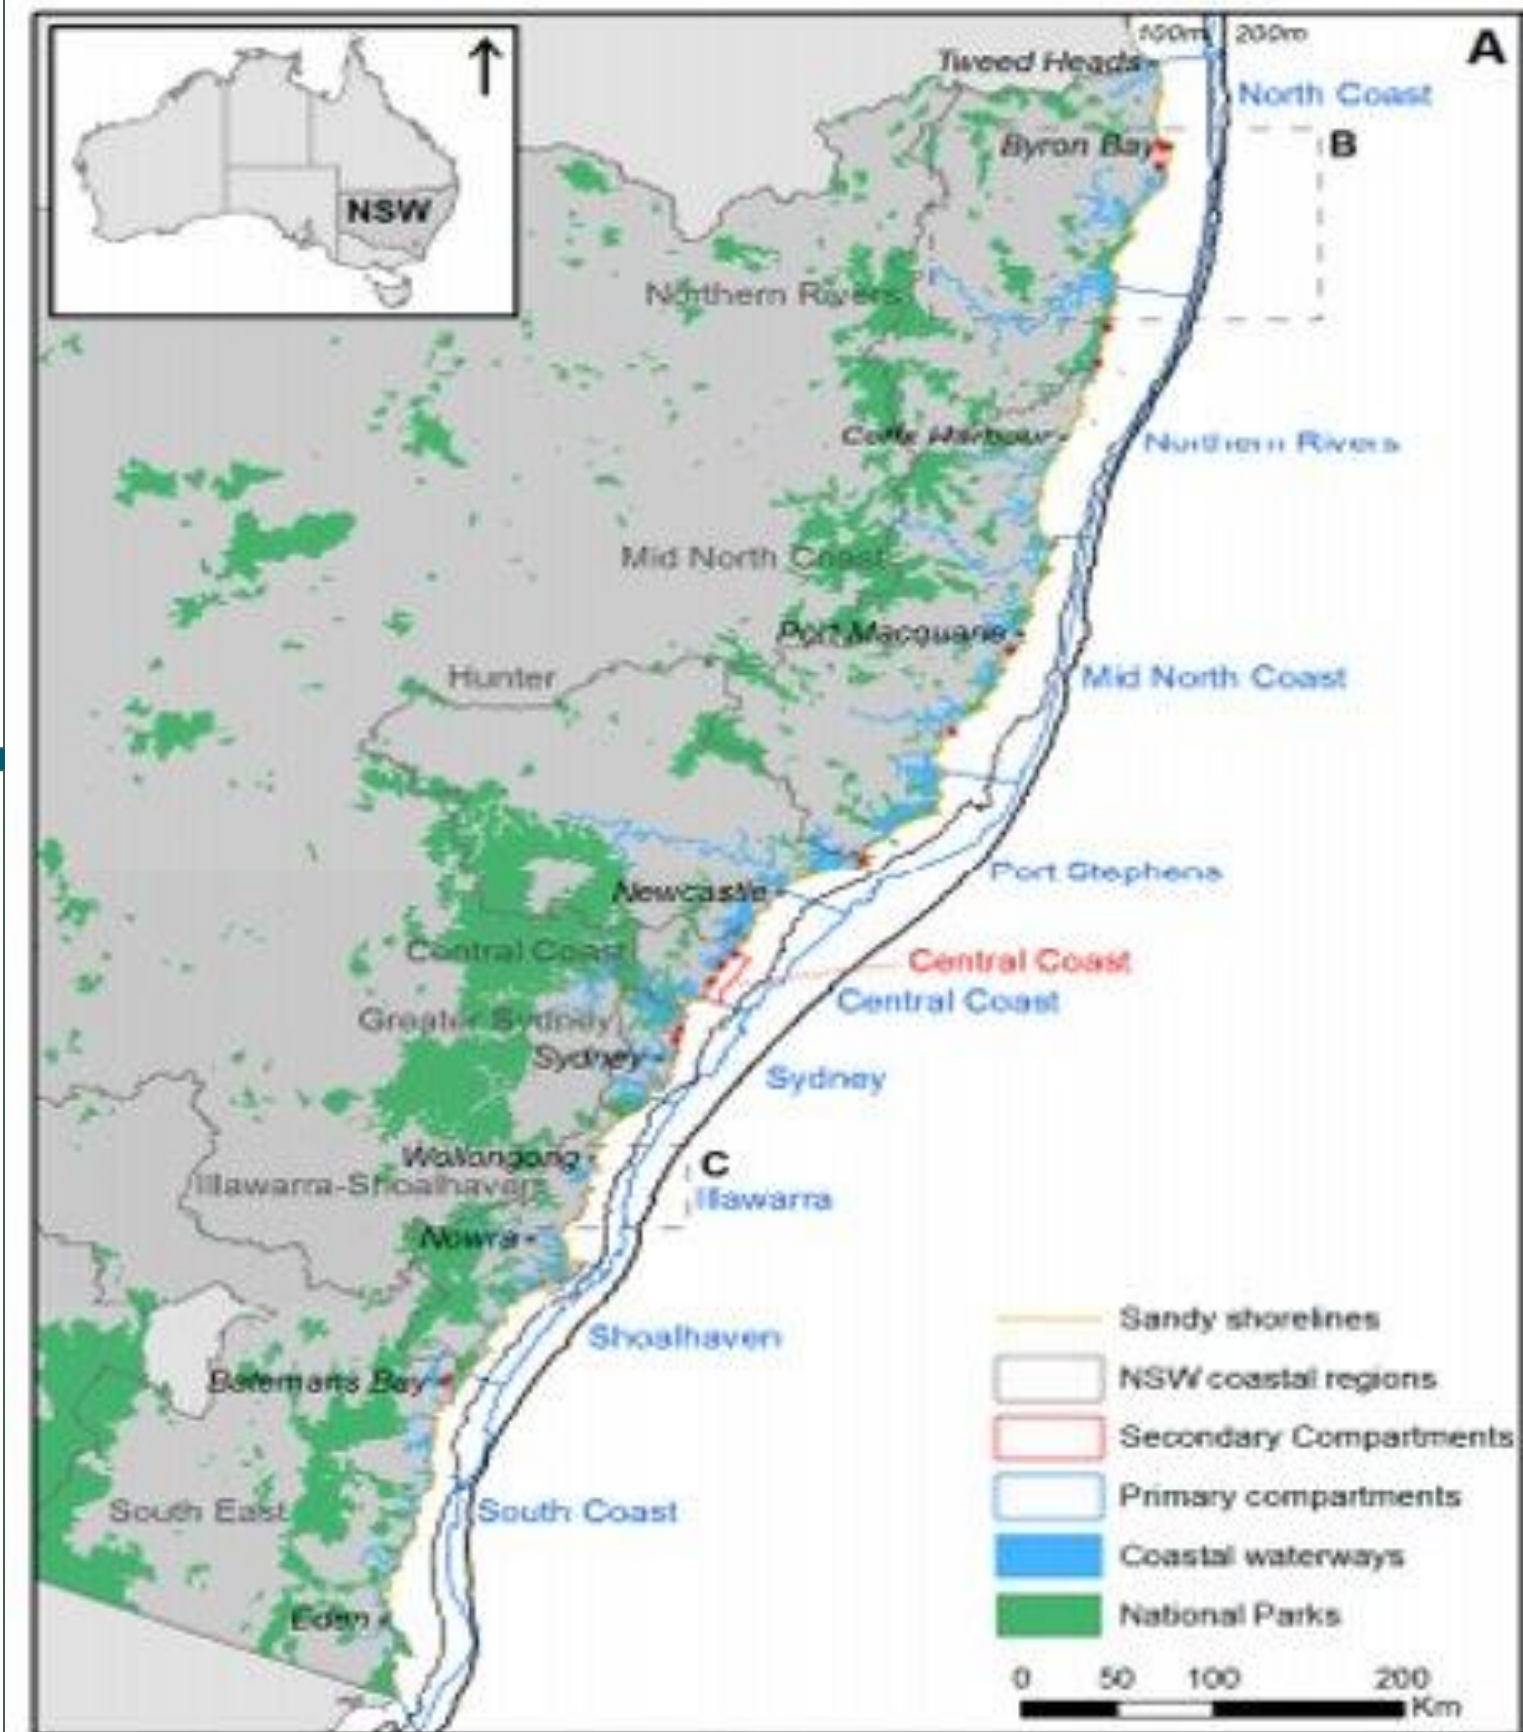 100m 200m
A
Tweed Heads
North Coast
Byron Bay
B
NSW
Northern Rivers
Coffs Harbour
Northern Rivers
Mid North Coast
Port Macquarie
Hunter
Mid North Coast
Port Stephens
Newcastle
Central Coast
Central Coast
Central Coast
Greater Sydney
Sydney
Sydney
Wollongong
C
Illawarra-Shoalhaven
Illawarra
Nowra
Sandy shorelines
Shoalhaven
NSW coastal regions
Batemans Bay
Secondary Compartments
Primary compartments
South East
South Coast
Coastal waterways
National Parks
Eden
0 50 100 200
Km